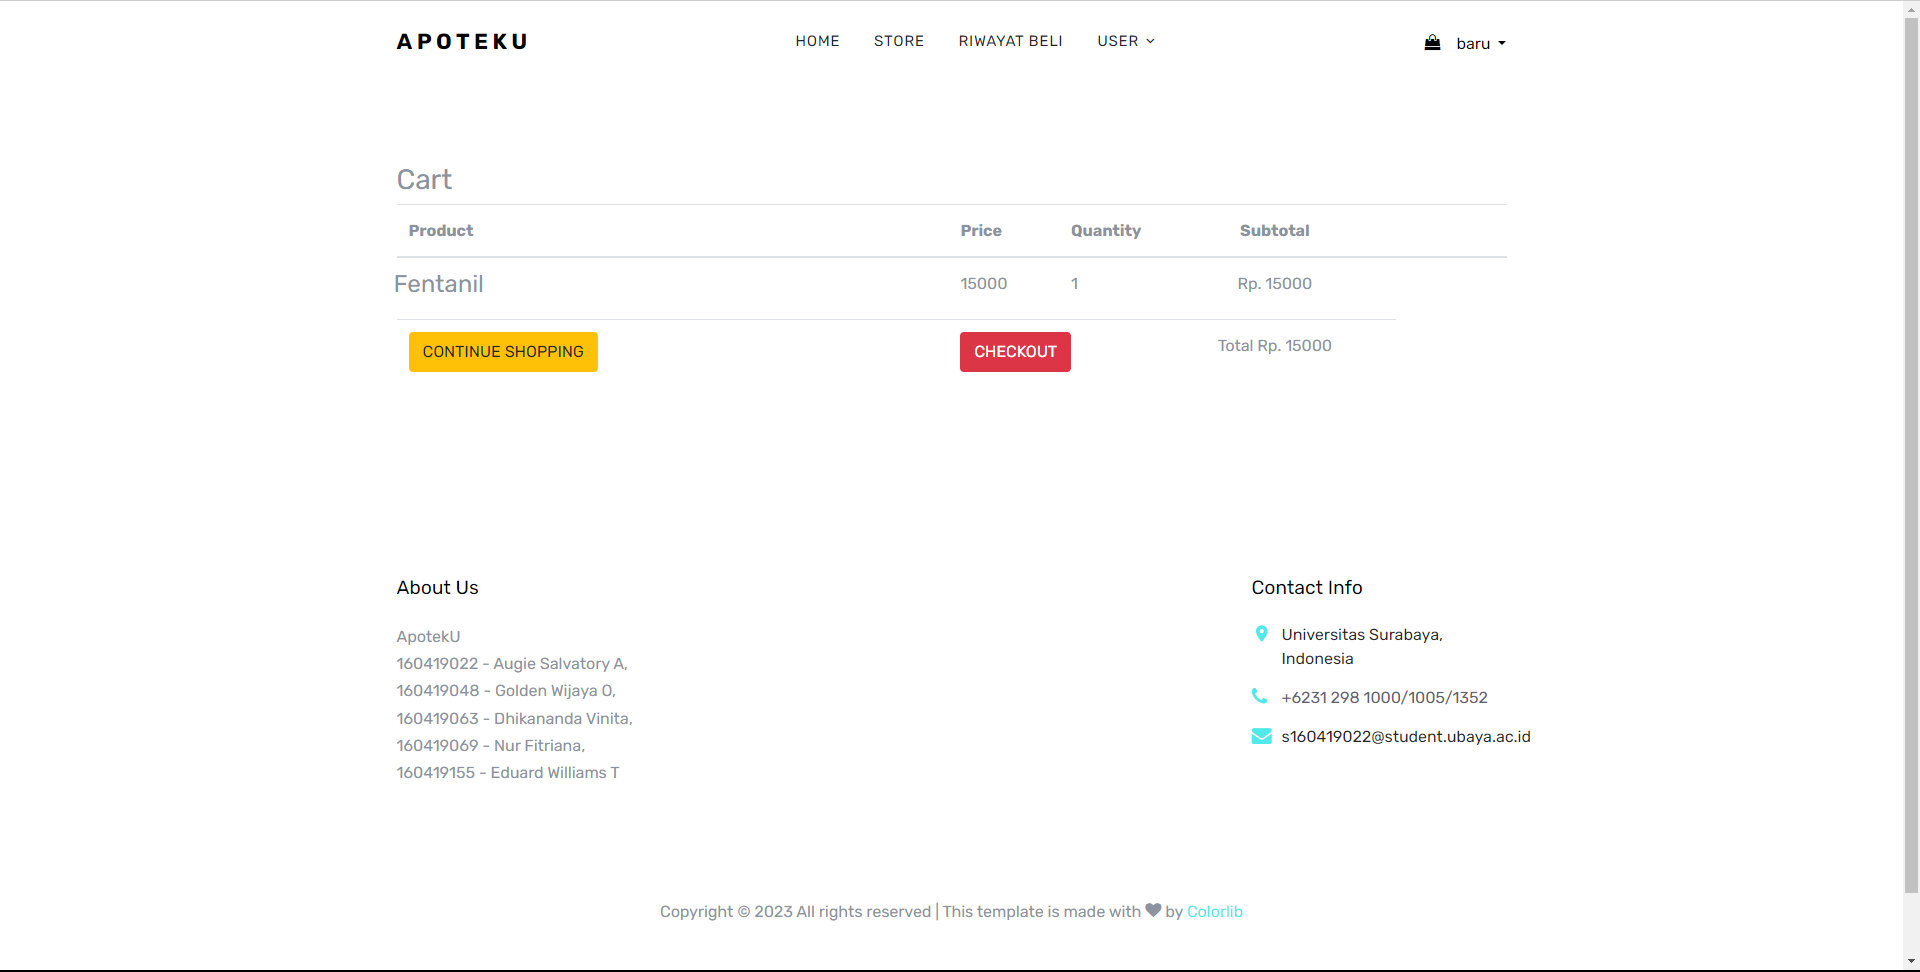 APOTEKU
HOME STORE RIWAYAT BELI USER
baru
Cart
Product Price Quantity Subtotal
Fentanil 15000 1 Rp. 15000
CONTINUE SHOPPING CHECKOUT Total Rp. 15000
About Us
ApotekU
160419022 - Augie Salvatory A,
160419048 - Golden Wijaya O,
160419063 - Dhikananda Vinita,
160419069 - Nur Fitriana,
160419155 - Eduard Williams T
Contact Info
Universitas Surabaya,
Indonesia
+6231 298 1000/1005/1352
s160419022@student.ubaya.ac.id
Copyright © 2023 All rights reserved | This template is made with ♥ by Colorlib